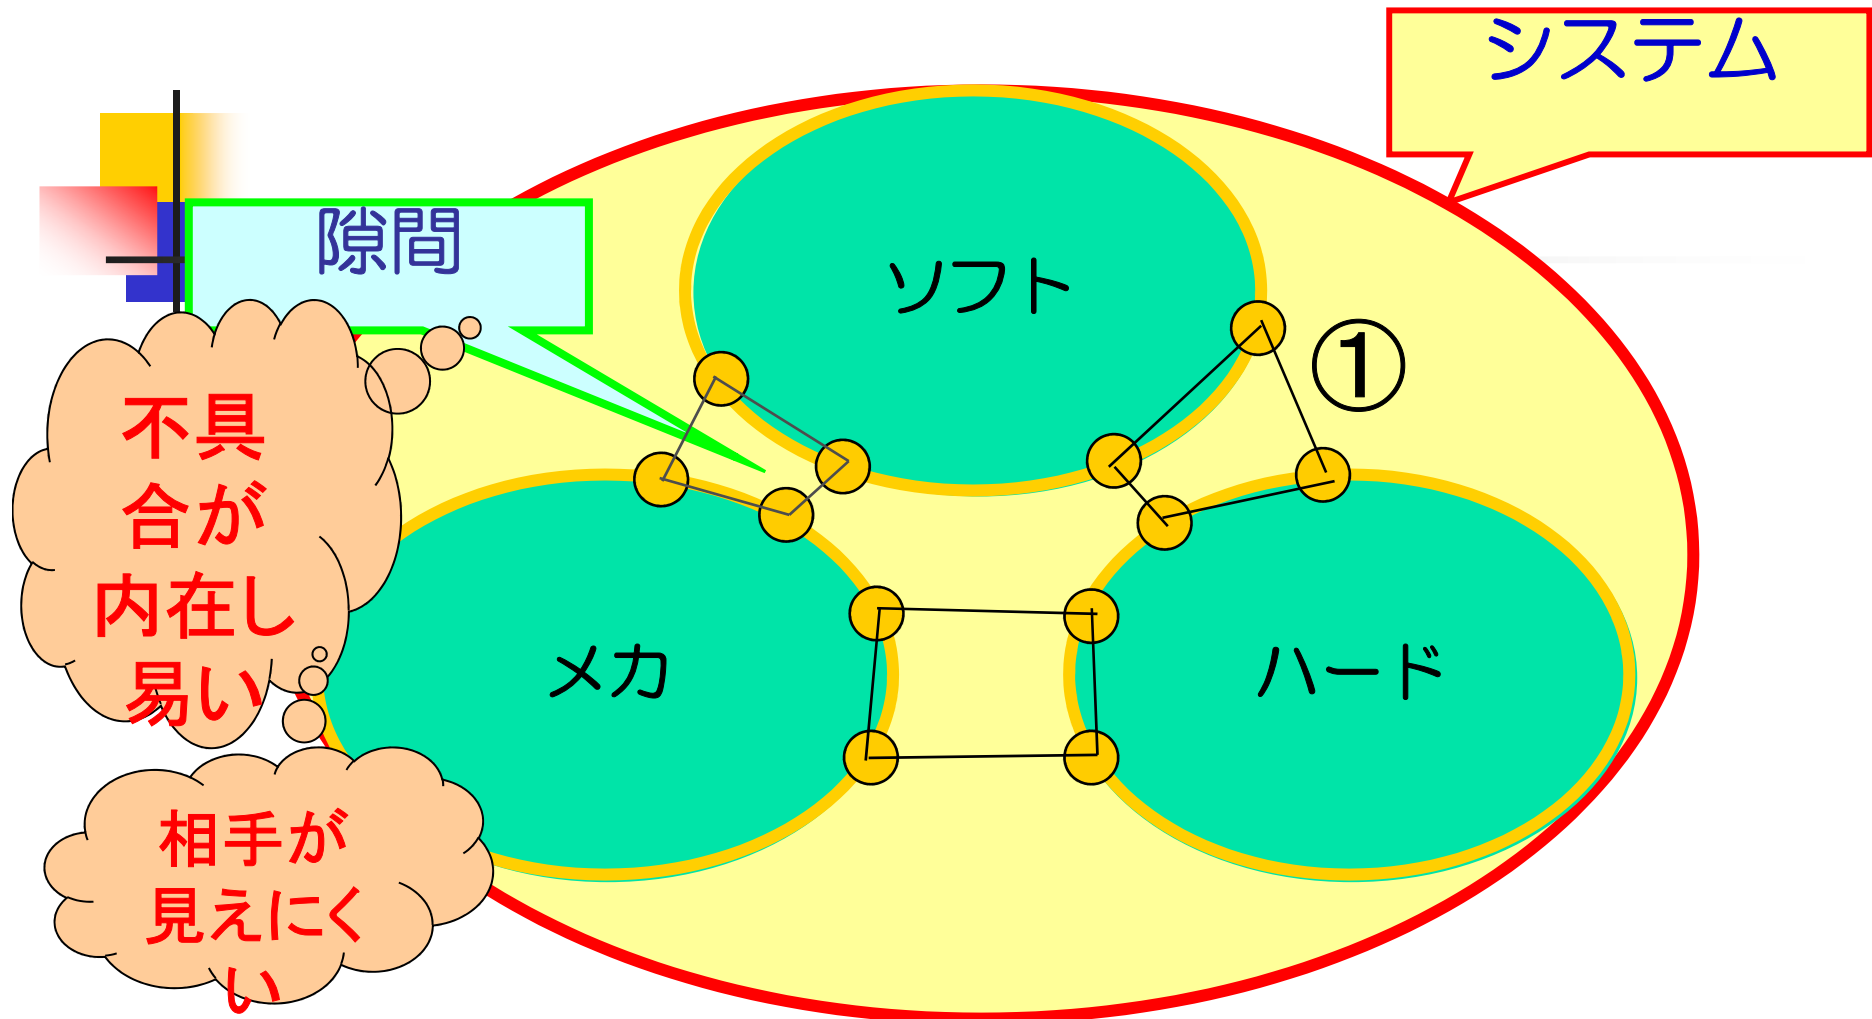 システム
隙間
ソフト
①
不具
合が
内在し
易い
メカ
ハード
相手が
見えにく
い